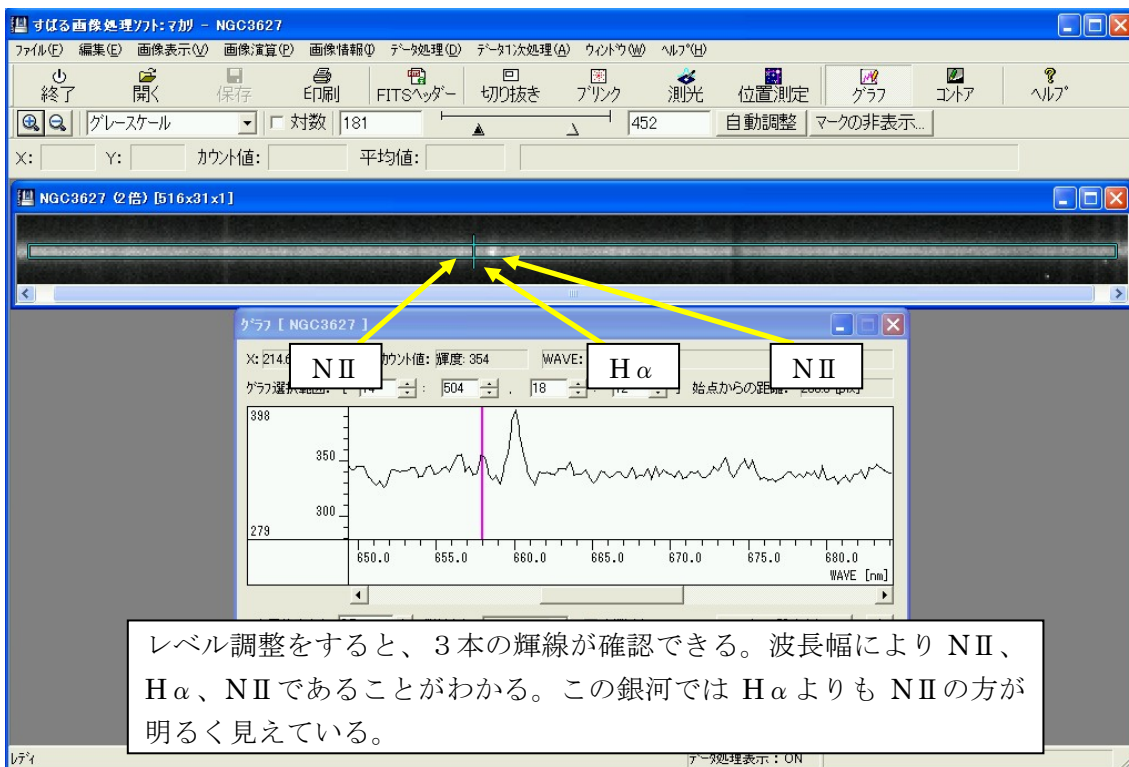 すばる画像処理ソフト:マカリ - NGC3627
ファイル(F) 編集(E) 画像表示(V) 画像演算(P) 画像情報(I) データ処理(D) データ1次処理(A) ウィンドウ(W) ヘルプ(H)
終了 開く 保存 印刷 FITSヘッダー 切り抜き ブリンク 測光 位置測定 グラフ コントア ヘルプ
グレースケール 対数 181 452 自動調整 マークの非表示...
X: Y: カウント値: 平均値:
NGC3627 (2倍) [516x31x1]
グラフ [ NGC3627 ]
X: 214.6 カウント値: 輝度: 354 WAVE:
NⅡ Hα NⅡ
グラフ選択範囲: [ 14 : 504 , 18 : 12 ] 始点からの距離:
398
350
300
279
650.0 655.0 660.0 665.0 670.0 675.0 680.0
WAVE [nm]
レベル調整をすると、3本の輝線が確認できる。波長幅により NⅡ、
Hα、NⅡであることがわかる。この銀河では Hαよりも NⅡの方が
明るく見えている。
レディ データ処理表示:ON